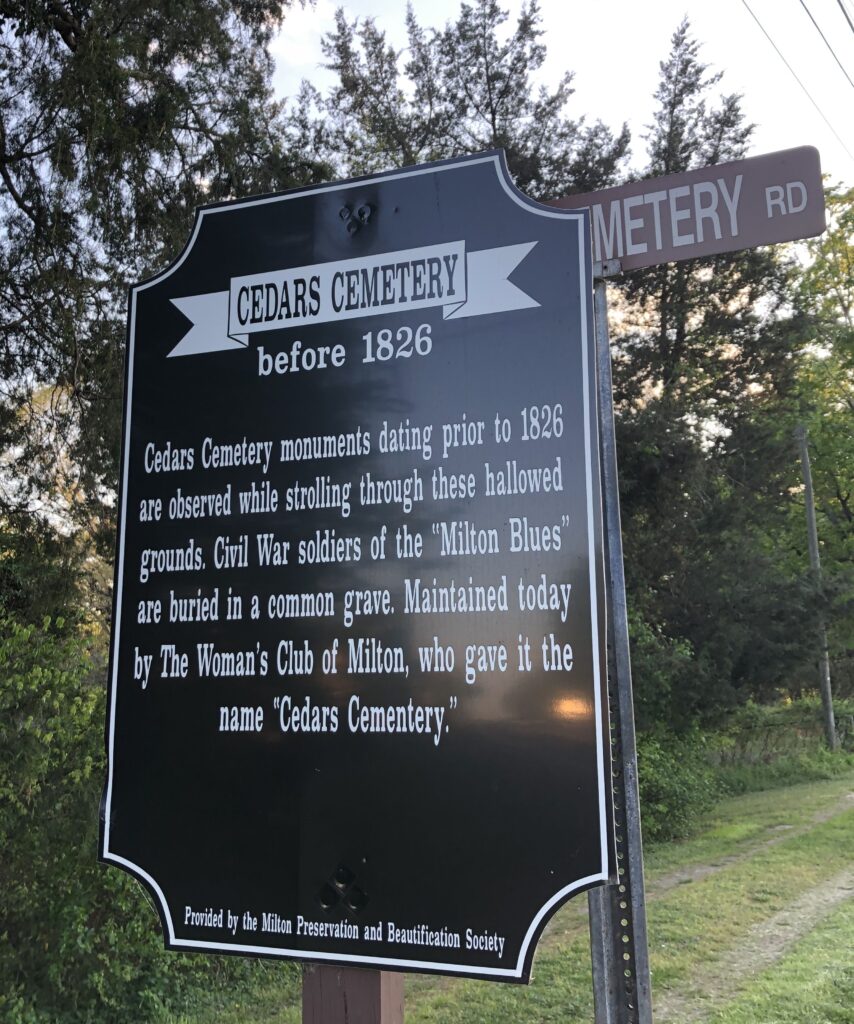 CEDARS CEMETERY
before 1826
Cedars Cemetery monuments dating prior to 1826
are observed while strolling through these hallowed
grounds. Civil War soldiers of the “Milton Blues”
are buried in a common grave. Maintained today
by The Woman's Club of Milton, who gave it the
name “Cedars Cementery.”
Provided by the Milton Preservation and Beautification Society
EMETERY RD